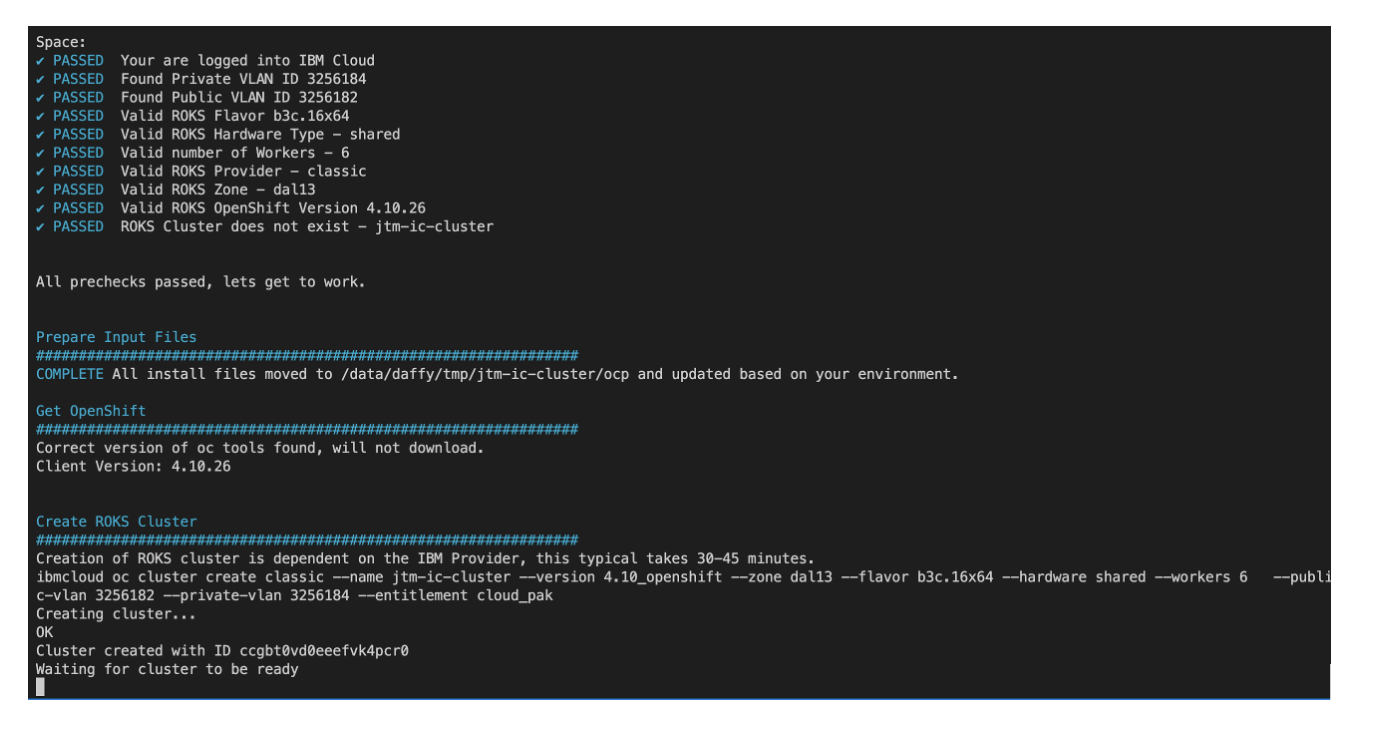 Space:
✔ PASSED  Your are logged into IBM Cloud
✔ PASSED  Found Private VLAN ID 3256184
✔ PASSED  Found Public VLAN ID 3256182
✔ PASSED  Valid ROKS Flavor b3c.16x64
✔ PASSED  Valid ROKS Hardware Type – shared
✔ PASSED  Valid number of Workers – 6
✔ PASSED  Valid ROKS Provider – classic
✔ PASSED  Valid ROKS Zone – dal13
✔ PASSED  Valid ROKS OpenShift Version 4.10.26
✔ PASSED  ROKS Cluster does not exist – jtm-ic-cluster
All prechecks passed, lets get to work.
Prepare Input Files
################################################################
COMPLETE All install files moved to /data/daffy/tmp/jtm-ic-cluster/ocp and updated based on your environment.
Get OpenShift
################################################################
Correct version of oc tools found, will not download.
Client Version: 4.10.26
Create ROKS Cluster
################################################################
Creation of ROKS cluster is dependent on the IBM Provider, this typical takes 30-45 minutes.
ibmcloud oc cluster create classic --name jtm-ic-cluster --version 4.10_openshift --zone dal13 --flavor b3c.16x64 --hardware shared --workers 6   --publi
c-vlan 3256182 --private-vlan 3256184 --entitlement cloud_pak
Creating cluster...
OK
Cluster created with ID ccgbt0vd0eeefvk4pcr0
Waiting for cluster to be ready